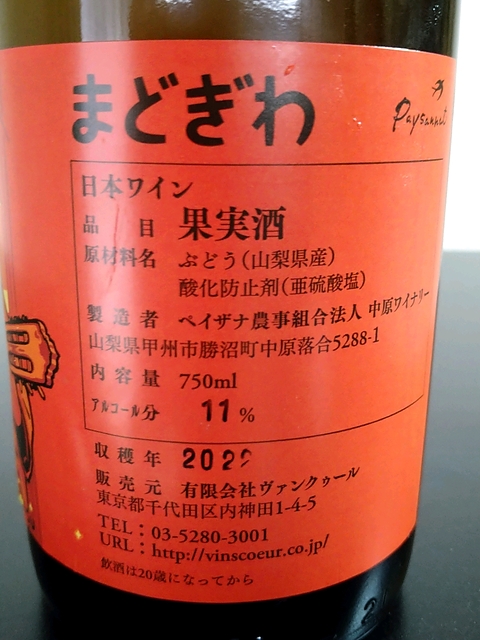 まどぎわ
Paysannat
日本ワイン
品目 果実酒
原材料名 ぶどう(山梨県産)
酸化防止剤(亜硫酸塩)
製造者 ペイザナ農事組合法人 中原ワイナリー
山梨県甲州市勝沼町中原落合5288-1
内容量 750ml
アルコール分 11%
収穫年 2022
販売元 有限会社ヴァンクゥール
東京都千代田区内神田1-4-5
TEL:03-5280-3001
URL:http://vinscoeur.co.jp/
飲酒は20歳になってから